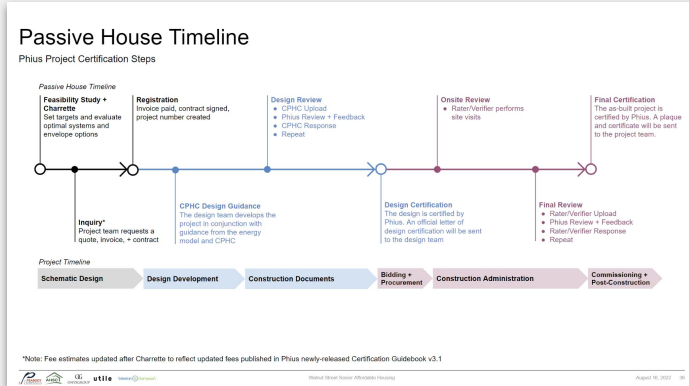 Passive House Timeline
Phius Project Certification Steps
Passive House Timeline
Feasibility Study +
Charrette
Set targets and evaluate
optimal systems and
envelope options
Registration
Invoice paid, contract signed,
project number created
Design Review
● CPHC Upload
● Phius Review + Feedback
● CPHC Response
● Repeat
Onsite Review
● Rater/Verifier performs
site visits
Final Certification
The as-built project is
certified by Phius. A plaque
and certificate will be sent
to the project team.
Inquiry*
Project team requests a
quote, invoice, + contract
CPHC Design Guidance
The design team develops the
project in conjunction with
guidance from the energy
model and CPHC
Design Certification
The design is certified by
Phius. An official letter of
design certification will be sent
to the design team
Final Review
● Rater/Verifier Upload
● Phius Review + Feedback
● Rater/Verifier Response
● Repeat
Project Timeline
Schematic Design
Design Development
Construction Documents
Bidding +
Procurement
Construction Administration
Commissioning +
Post-Construction
*Note: Fee estimates updated after Charrette to reflect updated fees published in Phius newly-released Certification Guidebook v3.1
utile
Walnut Street Senior Affordable Housing
August 16, 2022 36